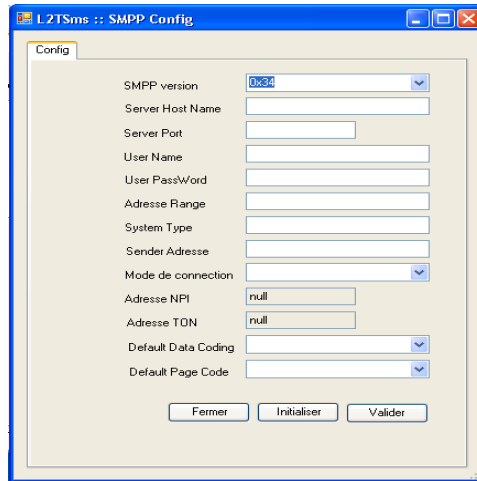 L2TSms :: SMPP Config
Config
SMPP version 0x34
Server Host Name
Server Port
User Name
User PassWord
Adresse Range
System Type
Sender Adresse
Mode de connection
Adresse NPI null
Adresse TON null
Default Data Coding
Default Page Code
Fermer Initialiser Valider